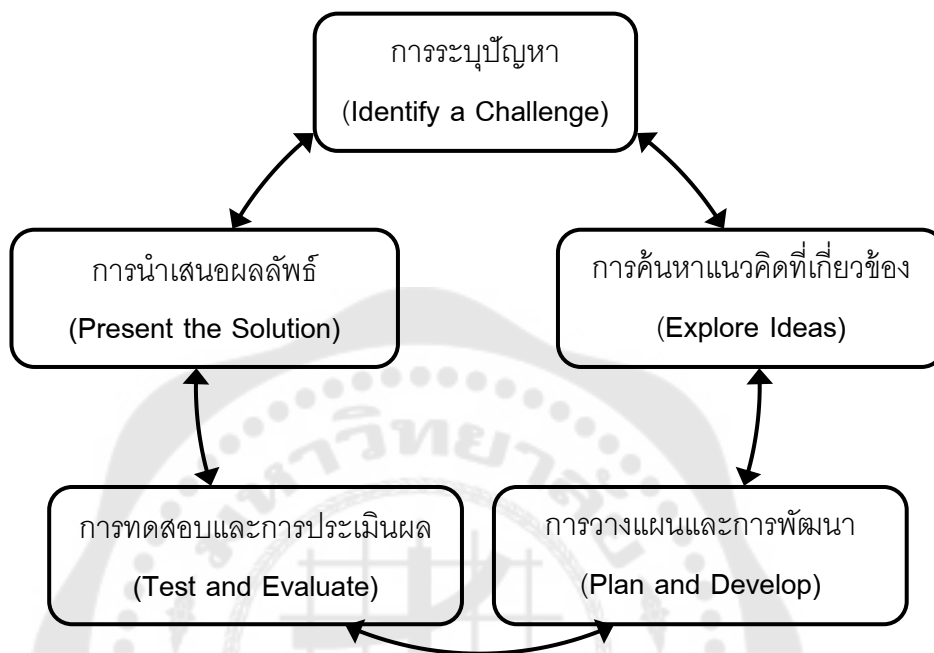 การระบุปัญหา
(Identify a Challenge)
การนำเสนอผลลัพธ์
(Present the Solution)
การค้นหาแนวคิดที่เกี่ยวข้อง
(Explore Ideas)
การทดสอบและการประเมินผล
(Test and Evaluate)
การวางแผนและการพัฒนา
(Plan and Develop)